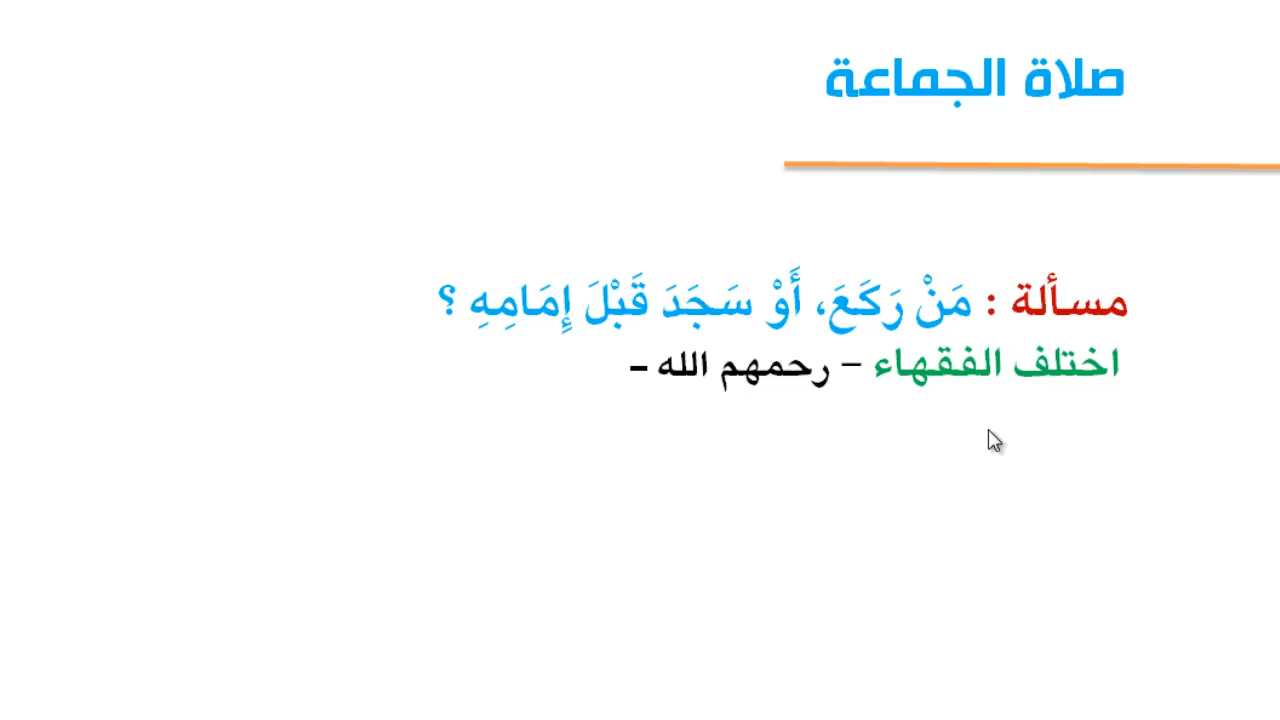 صلاة الجماعة
مسألة : مَنْ رَكَعَ، أَوْ سَجَدَ قَبْلَ إِمَامِهِ ؟
اختلف الفقهاء – رحمهم الله -